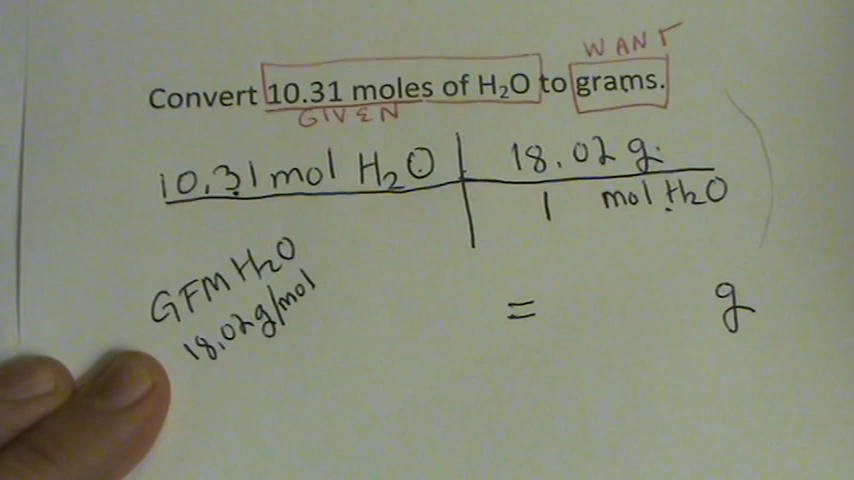 WANT
Convert 10.31 moles of H₂O to grams.
GIVEN
10.31 mol H₂O 18.02 g
1 mol H₂O
GFM H₂O
18.02 g/mol
= g